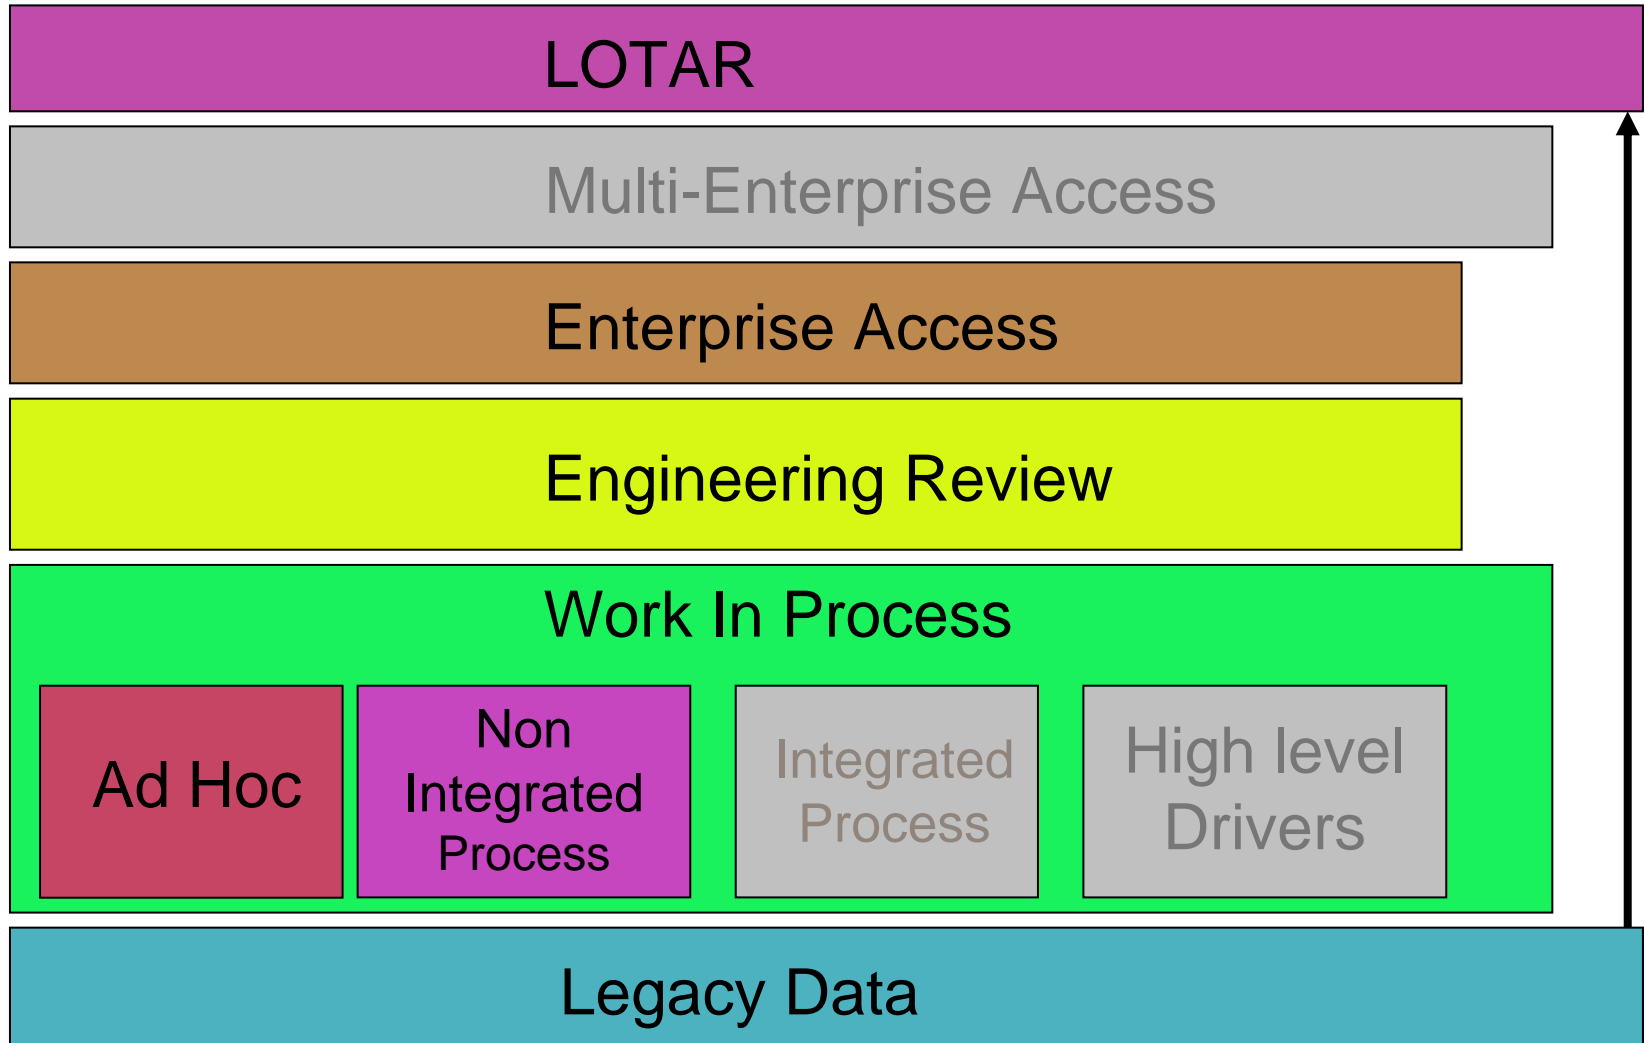 LOTAR
Multi-Enterprise Access
Enterprise Access
Engineering Review
Work In Process
Ad Hoc
Non
Integrated
Process
Integrated
Process
High level
Drivers
Legacy Data